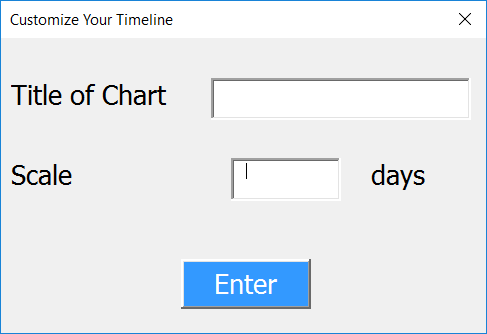 Customize Your Timeline
Title of Chart
Scale days
Enter